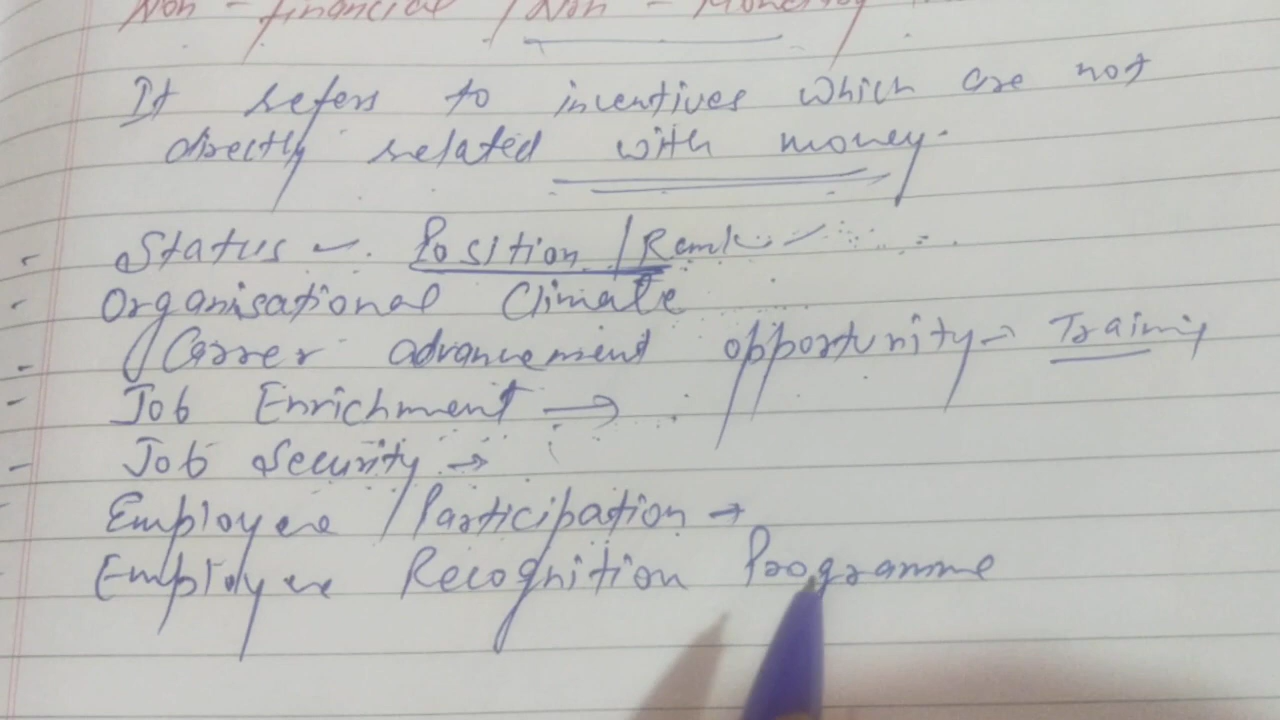 Non - financial / Non - Monetary
It refers to incentives which are not
directly related with money.
- Status - Position / Rank
- Organisational Climate
- Carrer advancement opportunity - Training
- Job Enrichment →
- Job Security →
Employee / Participation →
Employee Recognition Programme